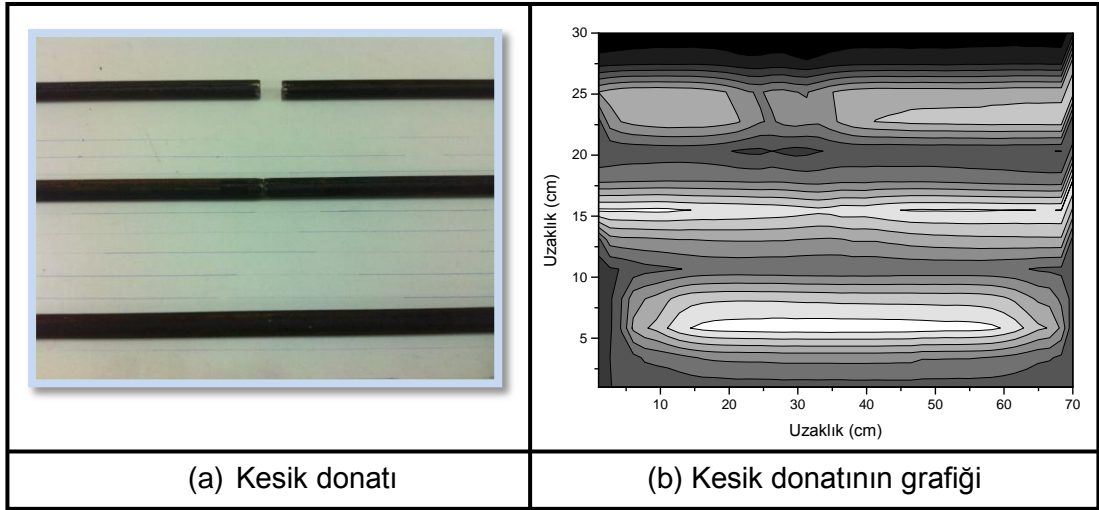 30
25
20
15
10
5
Uzaklık (cm)
10 20 30 40 50 60 70
Uzaklık (cm)
(a) Kesik donatı
(b) Kesik donatının grafiği